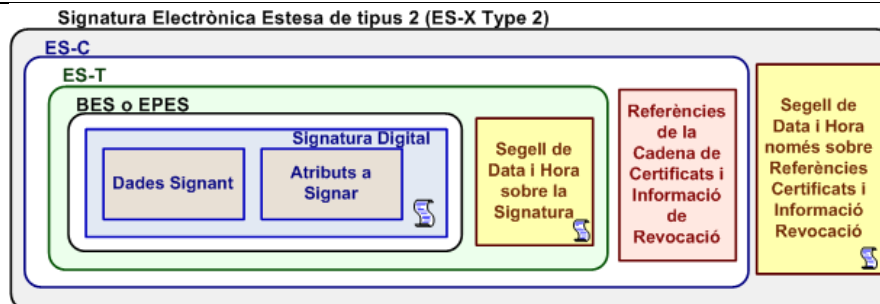 Signatura Electrònica Estesa de tipus 2 (ES-X Type 2)
ES-C
ES-T
BES o EPES
Signatura Digital
Dades Signant
Atributs a
Signar
Segell de
Data i Hora
sobre la
Signatura
Referències
de la
Cadena de
Certificats i
Informació
de
Revocació
Segell de
Data i Hora
només sobre
Referències
Certificats i
Informació
Revocació